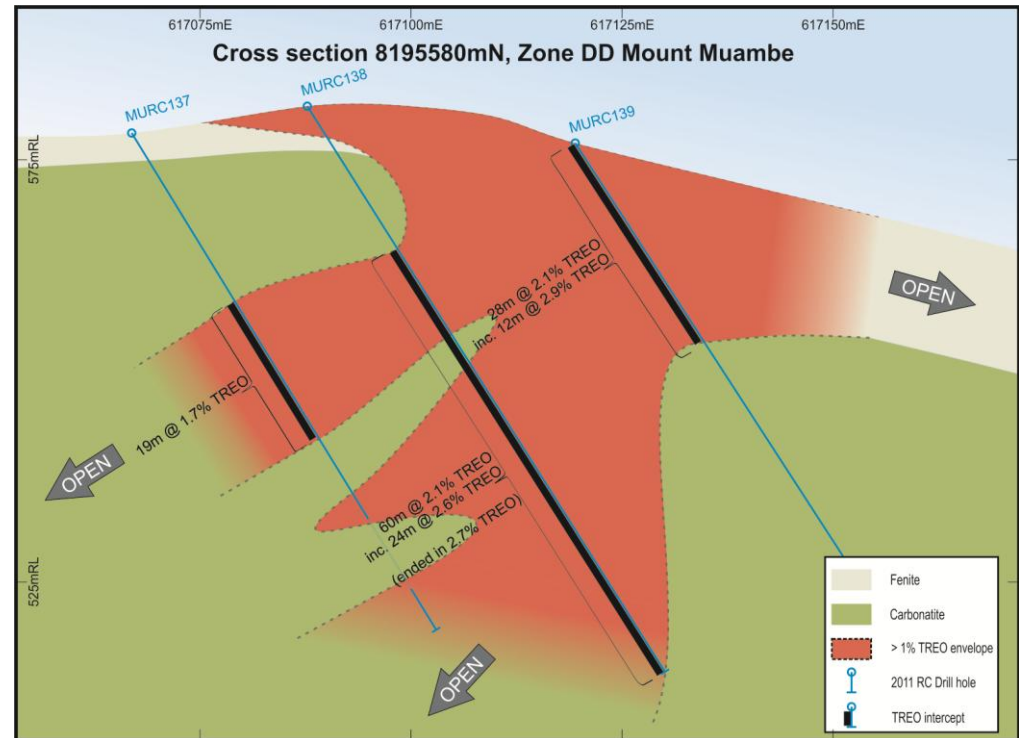 617075mE
617100mE
617125mE
617150mE
Cross section 8195580mN, Zone DD Mount Muambe
MURC137
MURC138
MURC139
575mRL
28m @ 2.1% TREO
inc. 12m @ 2.9% TREO
OPEN
19m @ 1.7% TREO
OPEN
60m @ 2.1% TREO
inc. 24m @ 2.6% TREO
(ended in 2.7% TREO)
525mRL
OPEN
Fenite
Carbonatite
> 1% TREO envelope
2011 RC Drill hole
TREO intercept